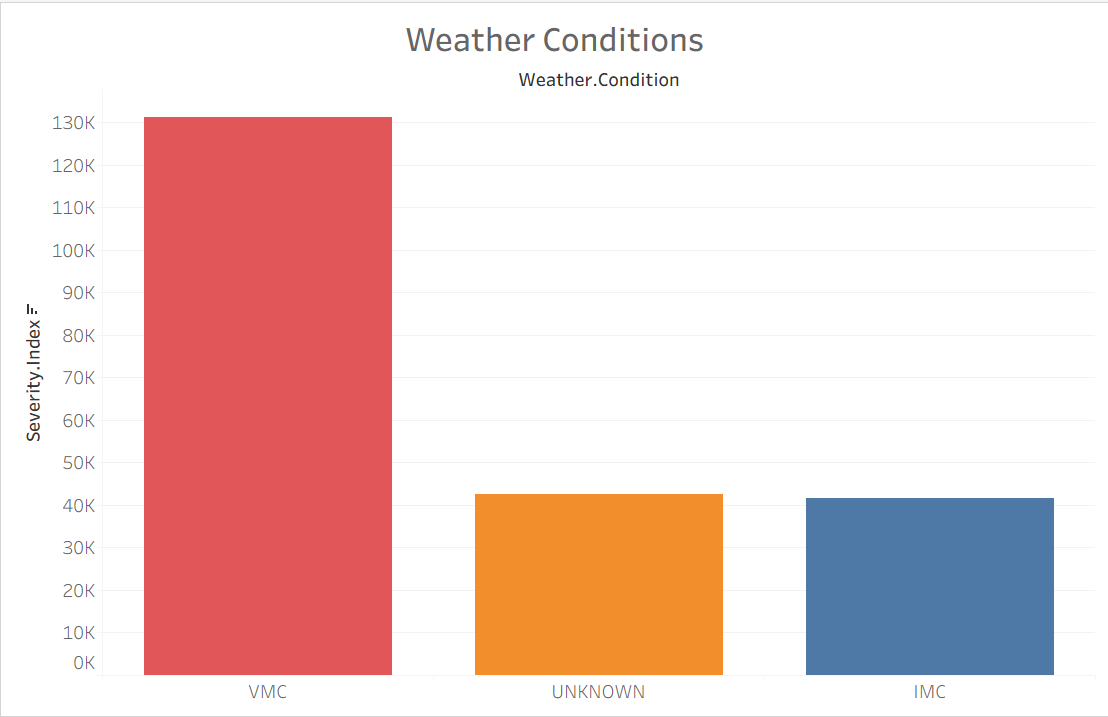 Weather Conditions
Weather.Condition
130K
120K
110K
100K
90K
80K
70K
60K
50K
40K
30K
20K
10K
0K
Severity.Index
VMC UNKNOWN IMC